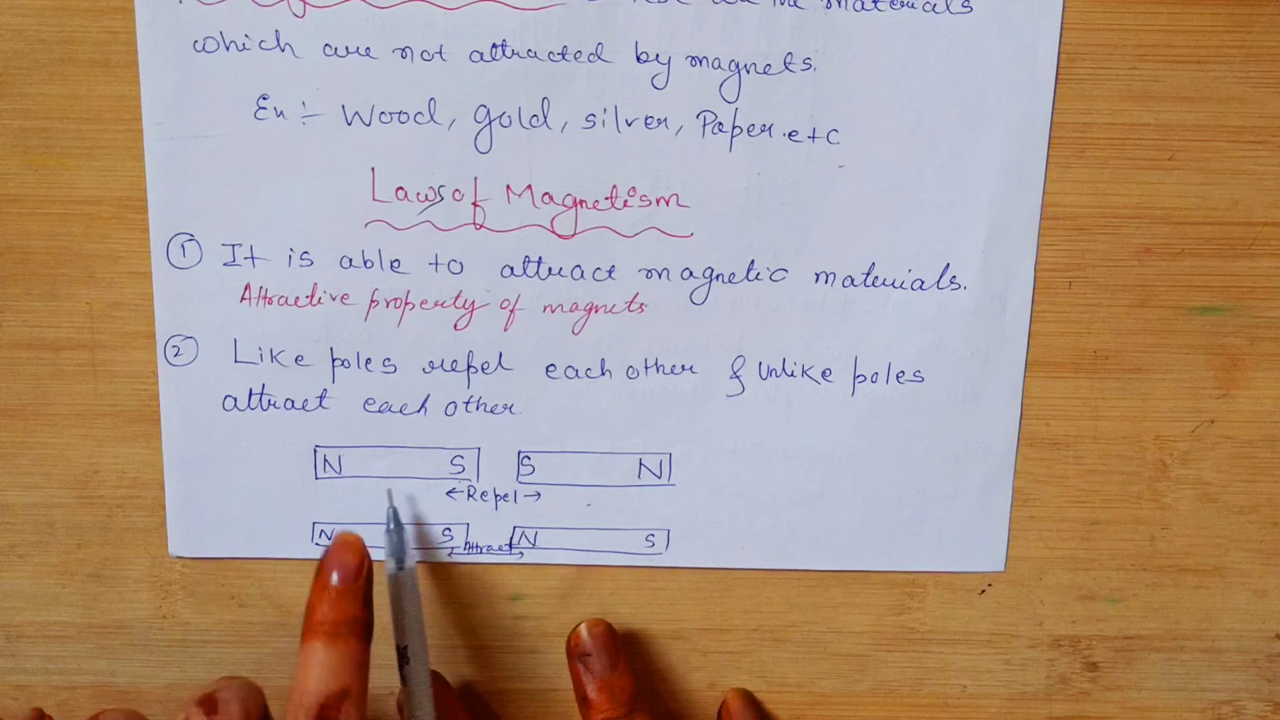 materials
which are not attracted by magnets.
Ex :- Wood, gold, silver, Paper.etc
Laws of Magnetism
① It is able to attract magnetic materials.
Attractive property of magnets
② Like poles repel each other & Unlike poles
attract each other
N S S N
←Repel→
N S N S
Attract